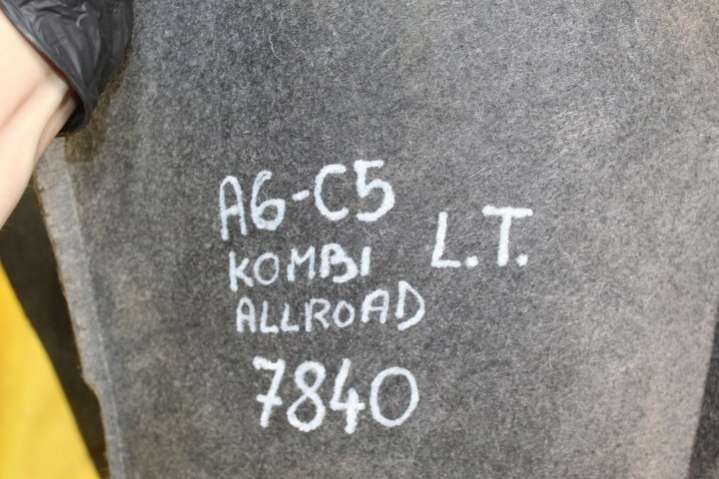 A6-C5
KOMBI L.T.
ALLROAD
7840